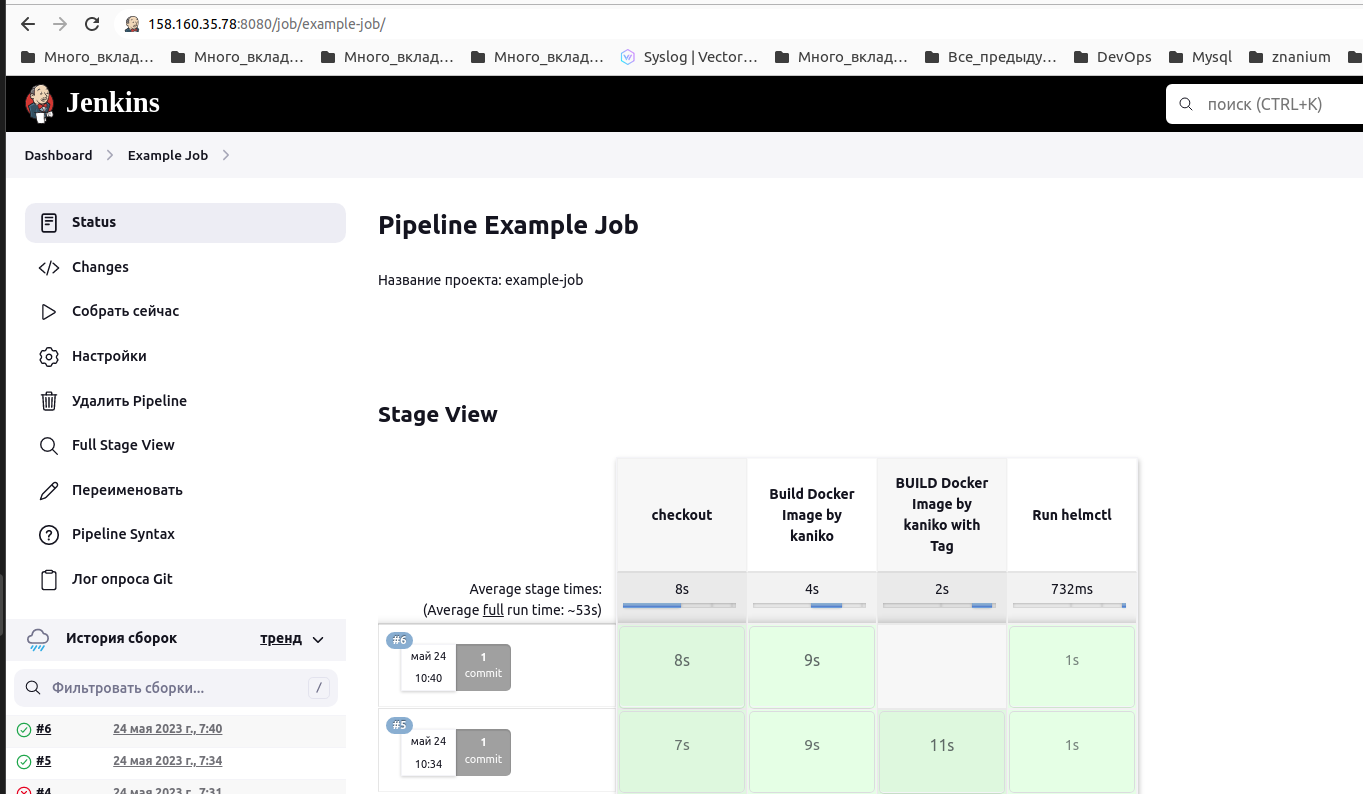 158.160.35.78:8080/job/example-job/
Много_вклад… Много_вклад… Много_вклад… Много_вклад… Syslog | Vector… Много_вклад… Все_предыду… DevOps Mysql znanium
Jenkins
поиск (CTRL+K)
Dashboard Example Job
Status
Changes
Собрать сейчас
Настройки
Удалить Pipeline
Full Stage View
Переименовать
Pipeline Syntax
Лог опроса Git
История сборок тренд
Фильтровать сборки... /
#6 24 мая 2023 г., 7:40
#5 24 мая 2023 г., 7:34
#4 24 мая 2023 г., 7:31
Pipeline Example Job
Название проекта: example-job
Stage View
checkout
Build Docker
Image by
kaniko
BUILD Docker
Image by
kaniko with
Tag
Run helmctl
Average stage times:
(Average full run time: ~53s)
8s 4s 2s 732ms
#6
май 24
10:40
1
commit
8s 9s 1s
#5
май 24
10:34
1
commit
7s 9s 11s 1s